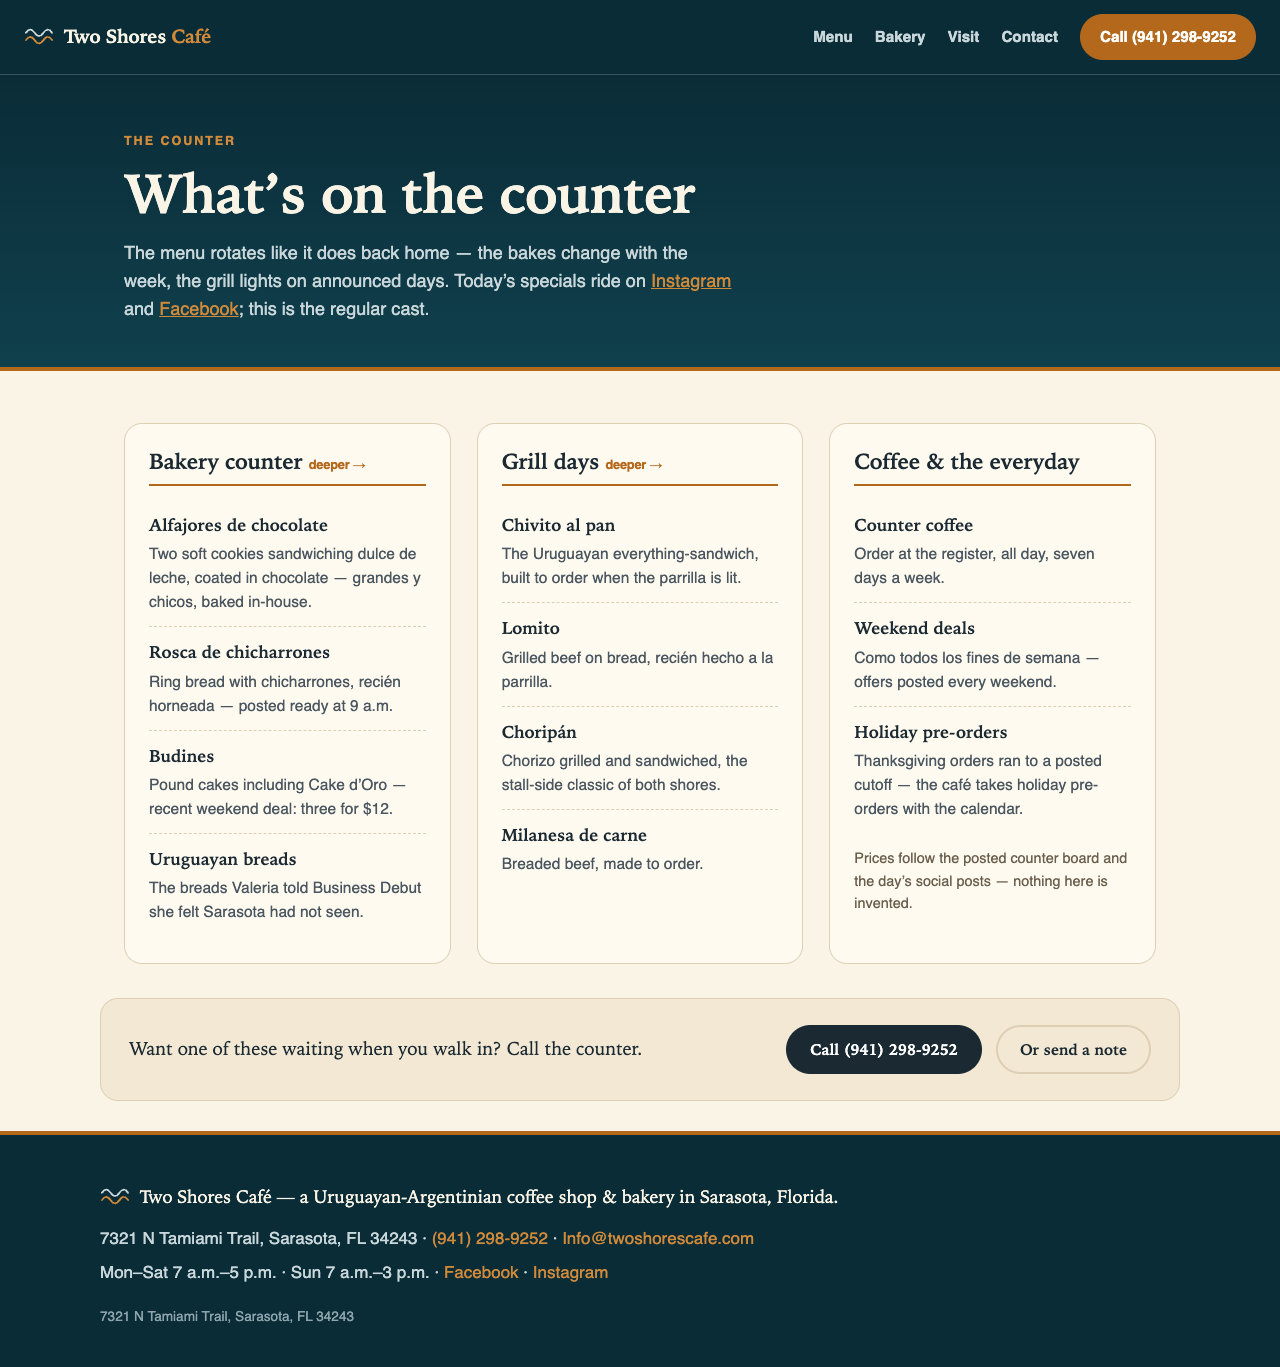 Two Shores Café
Menu
Bakery
Visit
Contact
Call (941) 298-9252
THE COUNTER
What’s on the counter
The menu rotates like it does back home — the bakes change with the
week, the grill lights on announced days. Today’s specials ride on Instagram
and Facebook; this is the regular cast.
Bakery counter deeper →
Alfajores de chocolate
Two soft cookies sandwiching dulce de
leche, coated in chocolate — grandes y
chicos, baked in-house.
Rosca de chicharrones
Ring bread with chicharrones, recién
horneada — posted ready at 9 a.m.
Budines
Pound cakes including Cake d’Oro —
recent weekend deal: three for $12.
Uruguayan breads
The breads Valeria told Business Debut
she felt Sarasota had not seen.
Grill days deeper →
Chivito al pan
The Uruguayan everything-sandwich,
built to order when the parrilla is lit.
Lomito
Grilled beef on bread, recién hecho a la
parrilla.
Choripán
Chorizo grilled and sandwiched, the
stall-side classic of both shores.
Milanesa de carne
Breaded beef, made to order.
Coffee & the everyday
Counter coffee
Order at the register, all day, seven
days a week.
Weekend deals
Como todos los fines de semana —
offers posted every weekend.
Holiday pre-orders
Thanksgiving orders ran to a posted
cutoff — the café takes holiday pre-
orders with the calendar.
Prices follow the posted counter board and
the day’s social posts — nothing here is
invented.
Want one of these waiting when you walk in? Call the counter.
Call (941) 298-9252
Or send a note
Two Shores Café — a Uruguayan-Argentinian coffee shop & bakery in Sarasota, Florida.
7321 N Tamiami Trail, Sarasota, FL 34243 · (941) 298-9252 · Info@twoshorescafe.com
Mon–Sat 7 a.m.–5 p.m. · Sun 7 a.m.–3 p.m. · Facebook · Instagram
7321 N Tamiami Trail, Sarasota, FL 34243